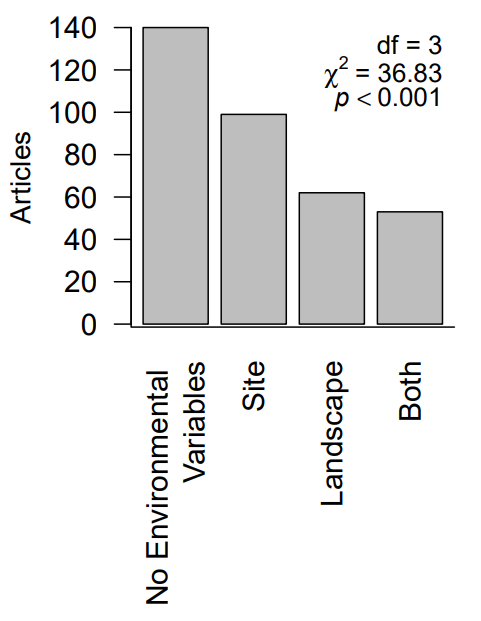 140
120
100
80
60
40
20
0
Articles
df = 3
χ² = 36.83
p < 0.001
No Environmental
Variables
Site
Landscape
Both